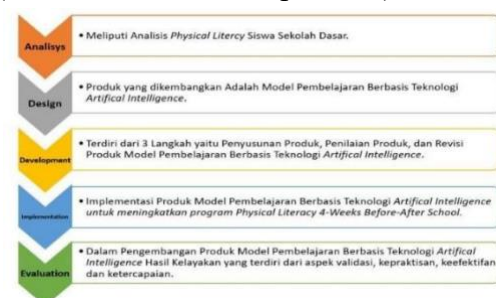 Analisys
• Meliputi Analisis Physical Litercy Siswa Sekolah Dasar.
Design
• Produk yang dikembangkan Adalah Model Pembelajaran Berbasis Teknologi
Artifical Intelligence.
Development
• Terdiri dari 3 Langkah yaitu Penyusunan Produk, Penilaian Produk, dan Revisi
Produk Model Pembelajaran Berbasis Teknologi Artifical Intelligence.
Implementation
• Implementasi Produk Model Pembelajaran Berbasis Teknologi Artifical Intelligence
untuk meningkatkan program Physical Literacy 4-Weeks Before-After School.
Evaluation
• Dalam Pengembangan Produk Model Pembelajaran Berbasis Teknologi Artifical
Intelligence Hasil Kelayakan yang terdiri dari aspek validasi, kepraktisan, keefektifan
dan ketercapaian.